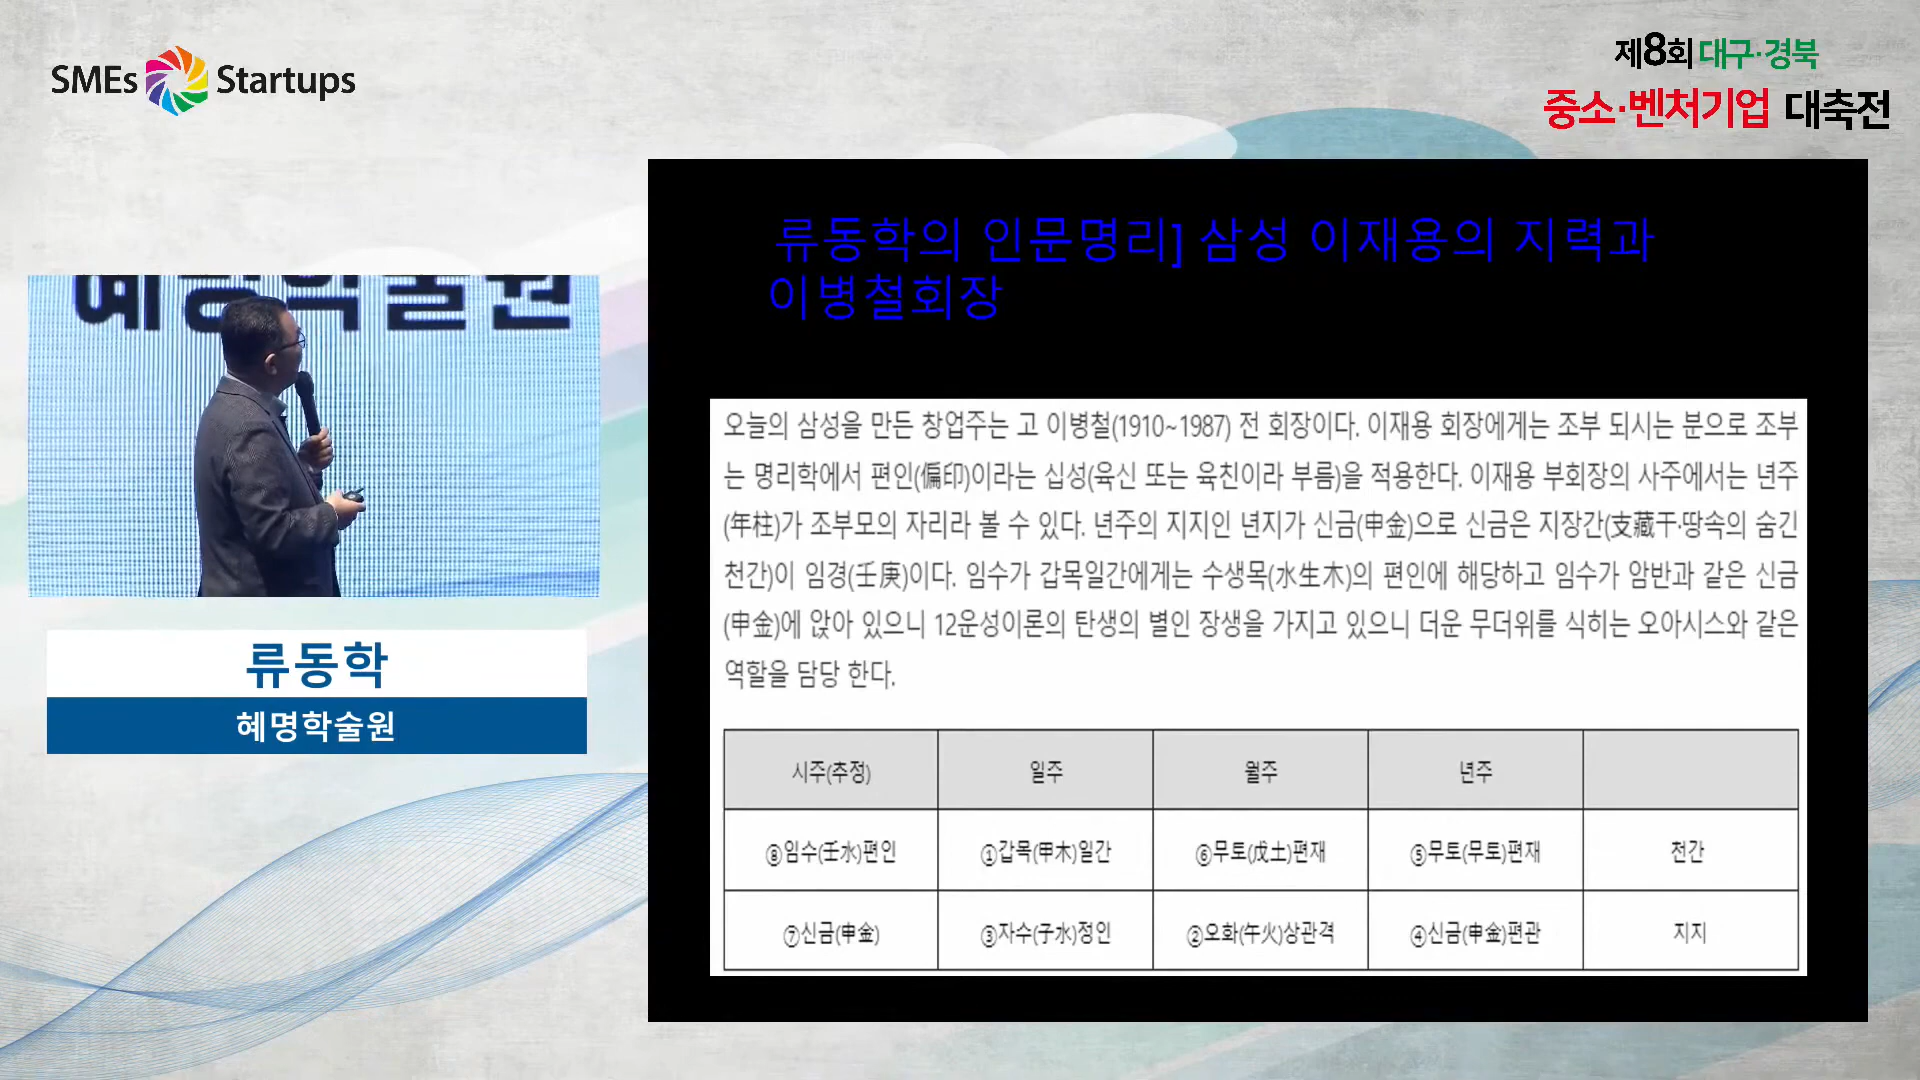 SMEs Startups
제8회 대구·경북
중소·벤처기업 대축전
혜명학술원
류동학
혜명학술원
류동학의 인문명리] 삼성 이재용의 지력과
이병철회장
오늘의 삼성을 만든 창업주는 고 이병철(1910~1987) 전 회장이다. 이재용 회장에게는 조부 되시는 분으로 조부
는 명리학에서 편인(偏印)이라는 십성(육신 또는 육친이라 부름)을 적용한다. 이재용 부회장의 사주에서는 년주
(年柱)가 조부모의 자리라 볼 수 있다. 년주의 지지인 년지가 신금(申金)으로 신금은 지장간(支藏干·땅속의 숨긴
천간)이 임경(壬庚)이다. 임수가 갑목일간에게는 수생목(水生木)의 편인에 해당하고 임수가 암반과 같은 신금
(申金)에 앉아 있으니 12운성이론의 탄생의 별인 장생을 가지고 있으니 더운 무더위를 식히는 오아시스와 같은
역할을 담당 한다.
시주(추정) 일주 월주 년주
⑧임수(壬水)편인 ①갑목(甲木)일간 ⑥무토(戊土)편재 ⑤무토(무토)편재 천간
⑦신금(申金) ③자수(子水)정인 ②오화(午火)상관격 ④신금(申金)편관 지지